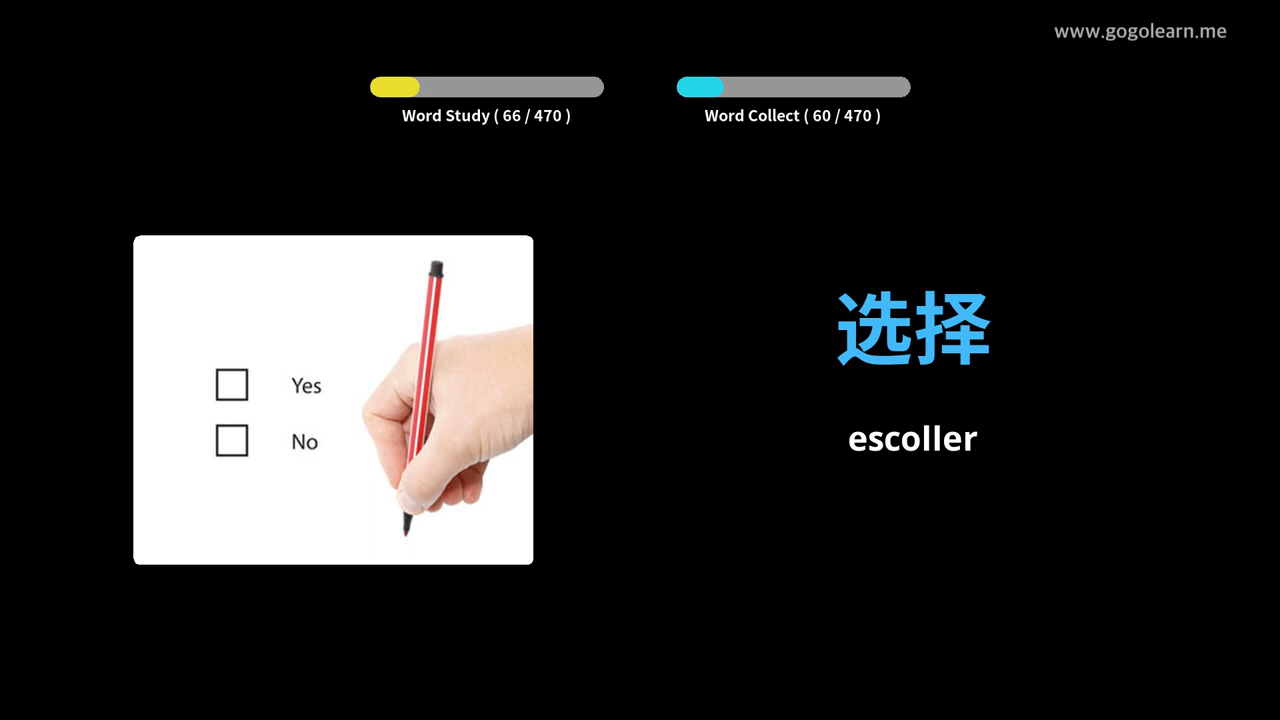 www.gogolearn.me
Word Study ( 66 / 470 )
Word Collect ( 60 / 470 )
Yes
No
选择
escoller